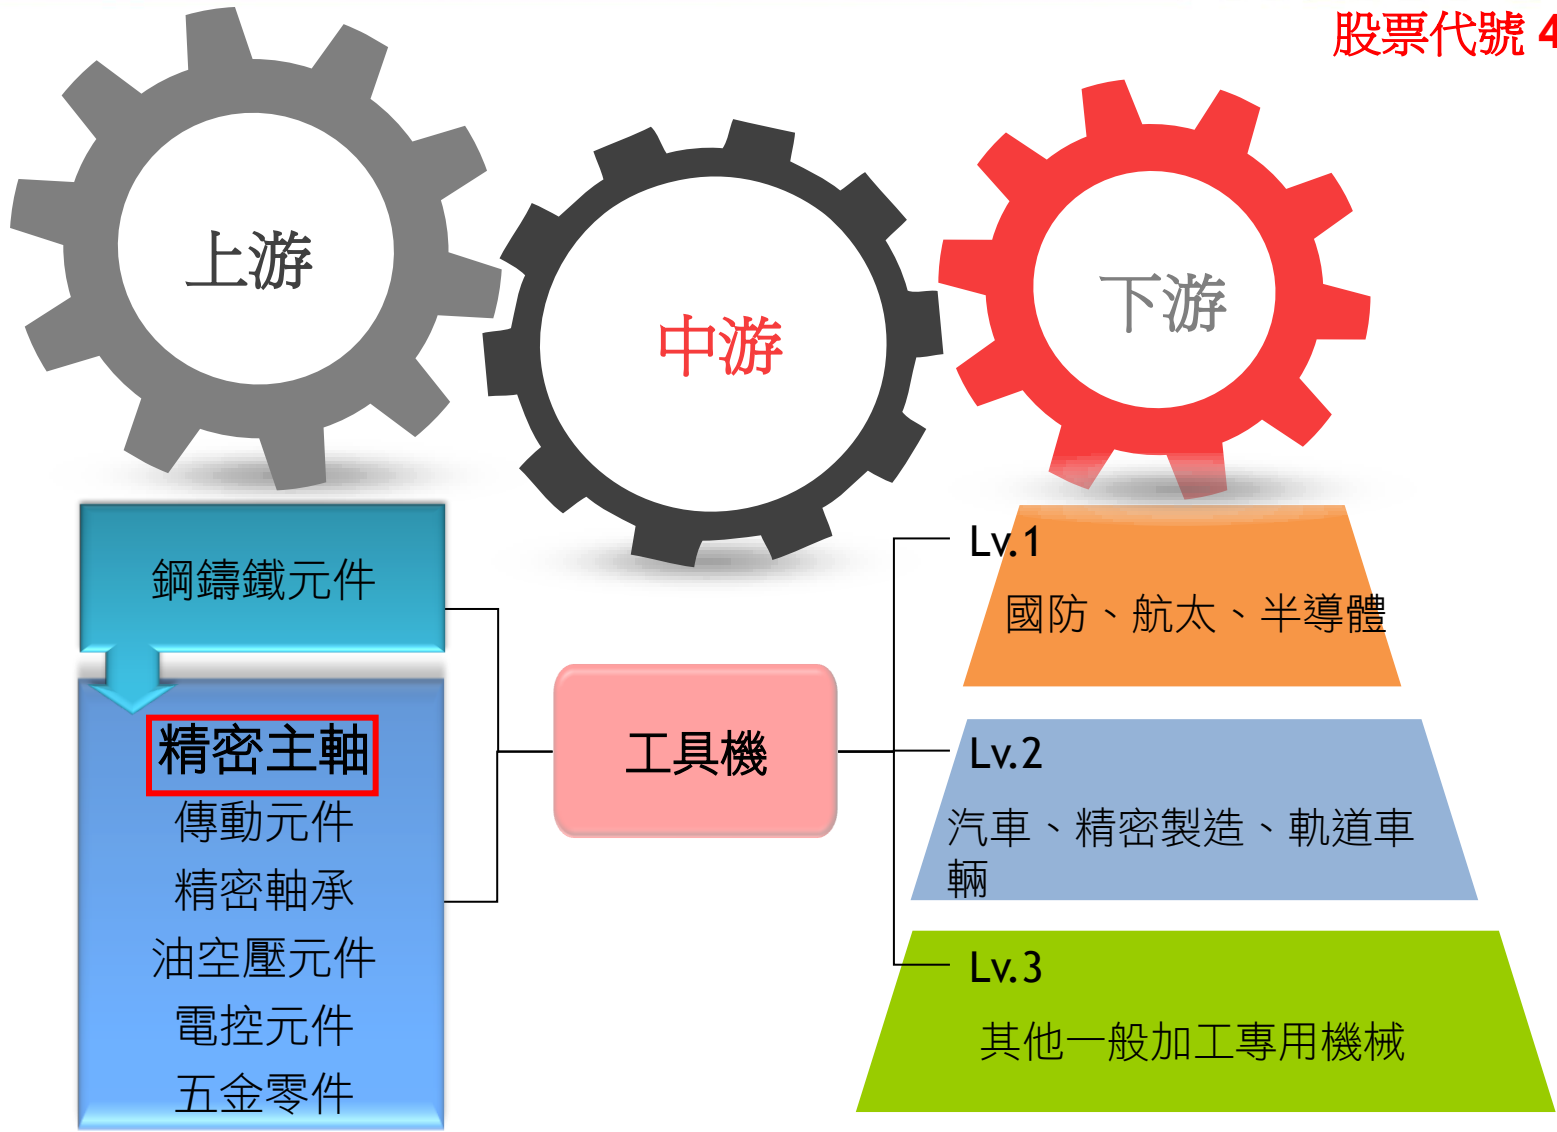 股票代號 4
上游
中游
下游
鋼鑄鐵元件
精密主軸
傳動元件
精密軸承
油空壓元件
電控元件
五金零件
工具機
Lv.1
國防、航太、半導體
Lv.2
汽車、精密製造、軌道車
輛
Lv.3
其他一般加工專用機械